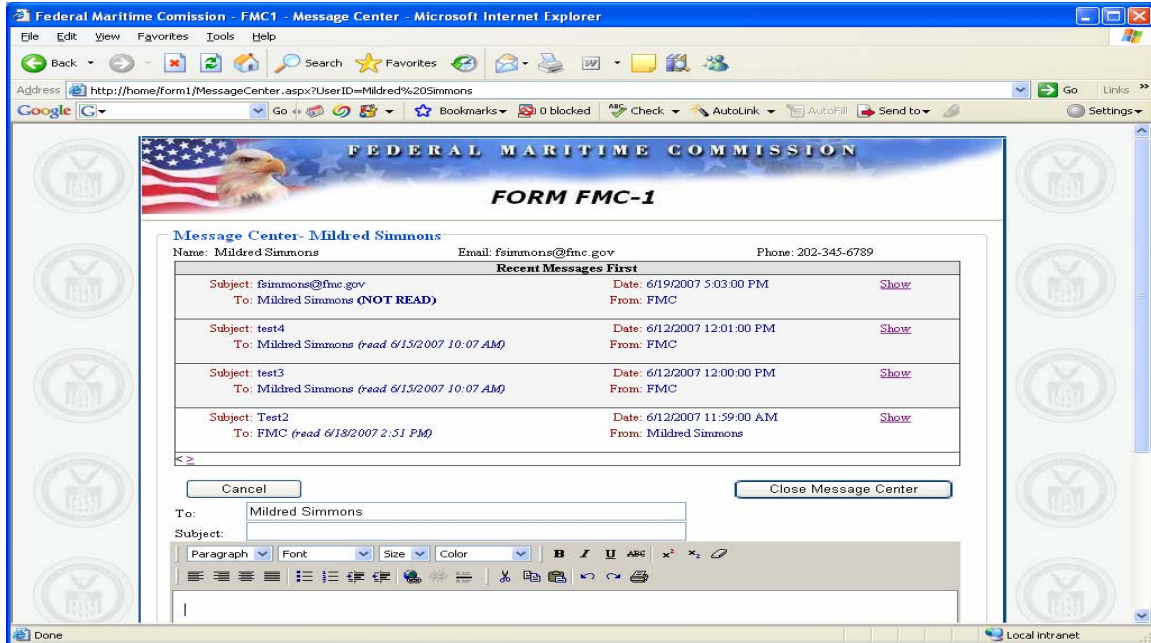 Federal Maritime Comission - FMC1 - Message Center - Microsoft Internet Explorer
File Edit View Favorites Tools Help
Back Search Favorites
Address http://home/form1/MessageCenter.aspx?UserID=Mildred%20Simmons Go Links »
Google G Go Bookmarks 0 blocked ABC Check AutoLink AutoFill Send to Settings
FEDERAL MARITIME COMMISSION
FORM FMC-1
Message Center- Mildred Simmons
Name: Mildred Simmons Email: fsimmons@fmc.gov Phone: 202-345-6789
Recent Messages First
Subject: fsimmons@fmc.gov Date: 6/19/2007 5:03:00 PM Show
To: Mildred Simmons (NOT READ) From: FMC
Subject: test4 Date: 6/12/2007 12:01:00 PM Show
To: Mildred Simmons (read 6/15/2007 10:07 AM) From: FMC
Subject: test3 Date: 6/12/2007 12:00:00 PM Show
To: Mildred Simmons (read 6/15/2007 10:07 AM) From: FMC
Subject: Test2 Date: 6/12/2007 11:59:00 AM Show
To: FMC (read 6/18/2007 2:51 PM) From: Mildred Simmons
< >
Cancel Close Message Center
To: Mildred Simmons
Subject:
Paragraph Font Size Color B I U ABC x² x₂
Done Local intranet